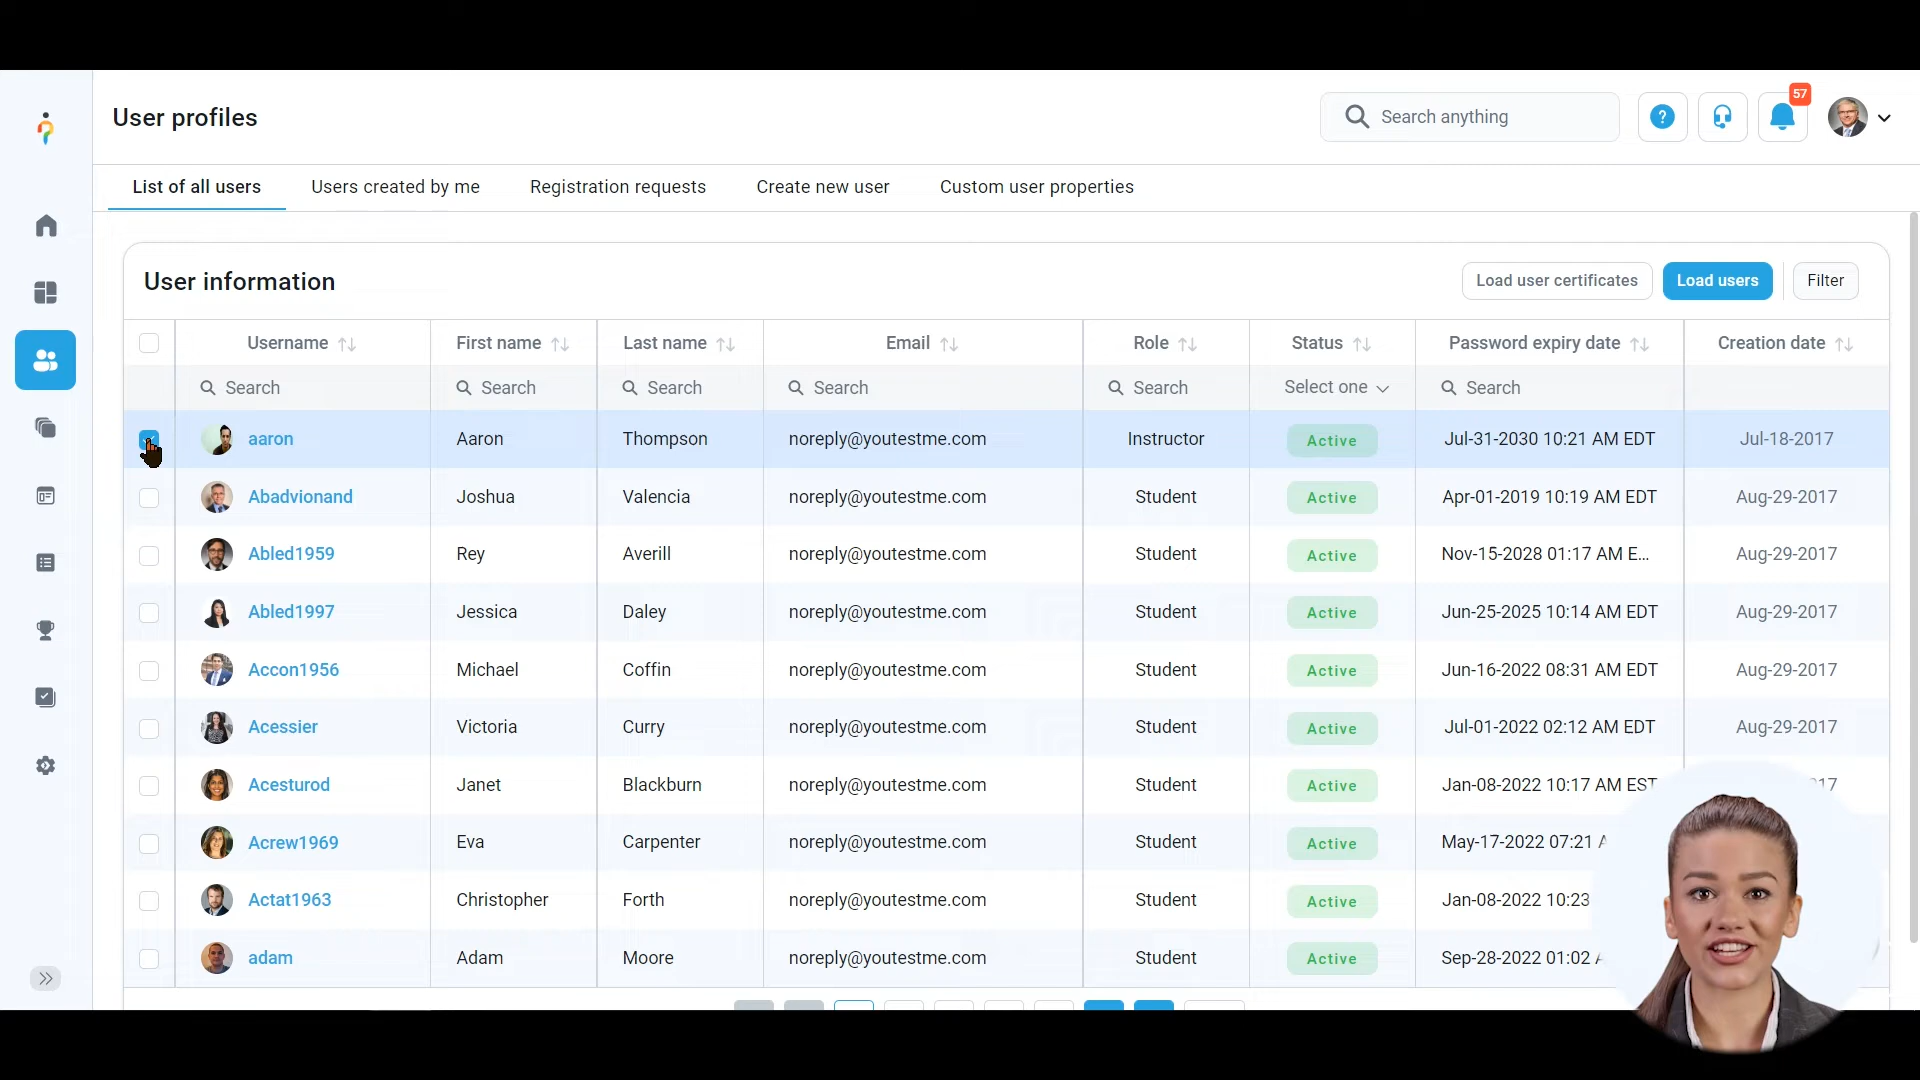 User profiles
Search anything
57
List of all users Users created by me Registration requests Create new user Custom user properties
User information
Load user certificates Load users Filter
Username First name Last name Email Role Status Password expiry date Creation date
Search Search Search Search Search Select one Search
aaron Aaron Thompson noreply@youtestme.com Instructor Active Jul-31-2030 10:21 AM EDT Jul-18-2017
Abadvionand Joshua Valencia noreply@youtestme.com Student Active Apr-01-2019 10:19 AM EDT Aug-29-2017
Abled1959 Rey Averill noreply@youtestme.com Student Active Nov-15-2028 01:17 AM E... Aug-29-2017
Abled1997 Jessica Daley noreply@youtestme.com Student Active Jun-25-2025 10:14 AM EDT Aug-29-2017
Accon1956 Michael Coffin noreply@youtestme.com Student Active Jun-16-2022 08:31 AM EDT Aug-29-2017
Acessier Victoria Curry noreply@youtestme.com Student Active Jul-01-2022 02:12 AM EDT Aug-29-2017
Acesturod Janet Blackburn noreply@youtestme.com Student Active Jan-08-2022 10:17 AM EST 17
Acrew1969 Eva Carpenter noreply@youtestme.com Student Active May-17-2022 07:21
Actat1963 Christopher Forth noreply@youtestme.com Student Active Jan-08-2022 10:23
adam Adam Moore noreply@youtestme.com Student Active Sep-28-2022 01:02